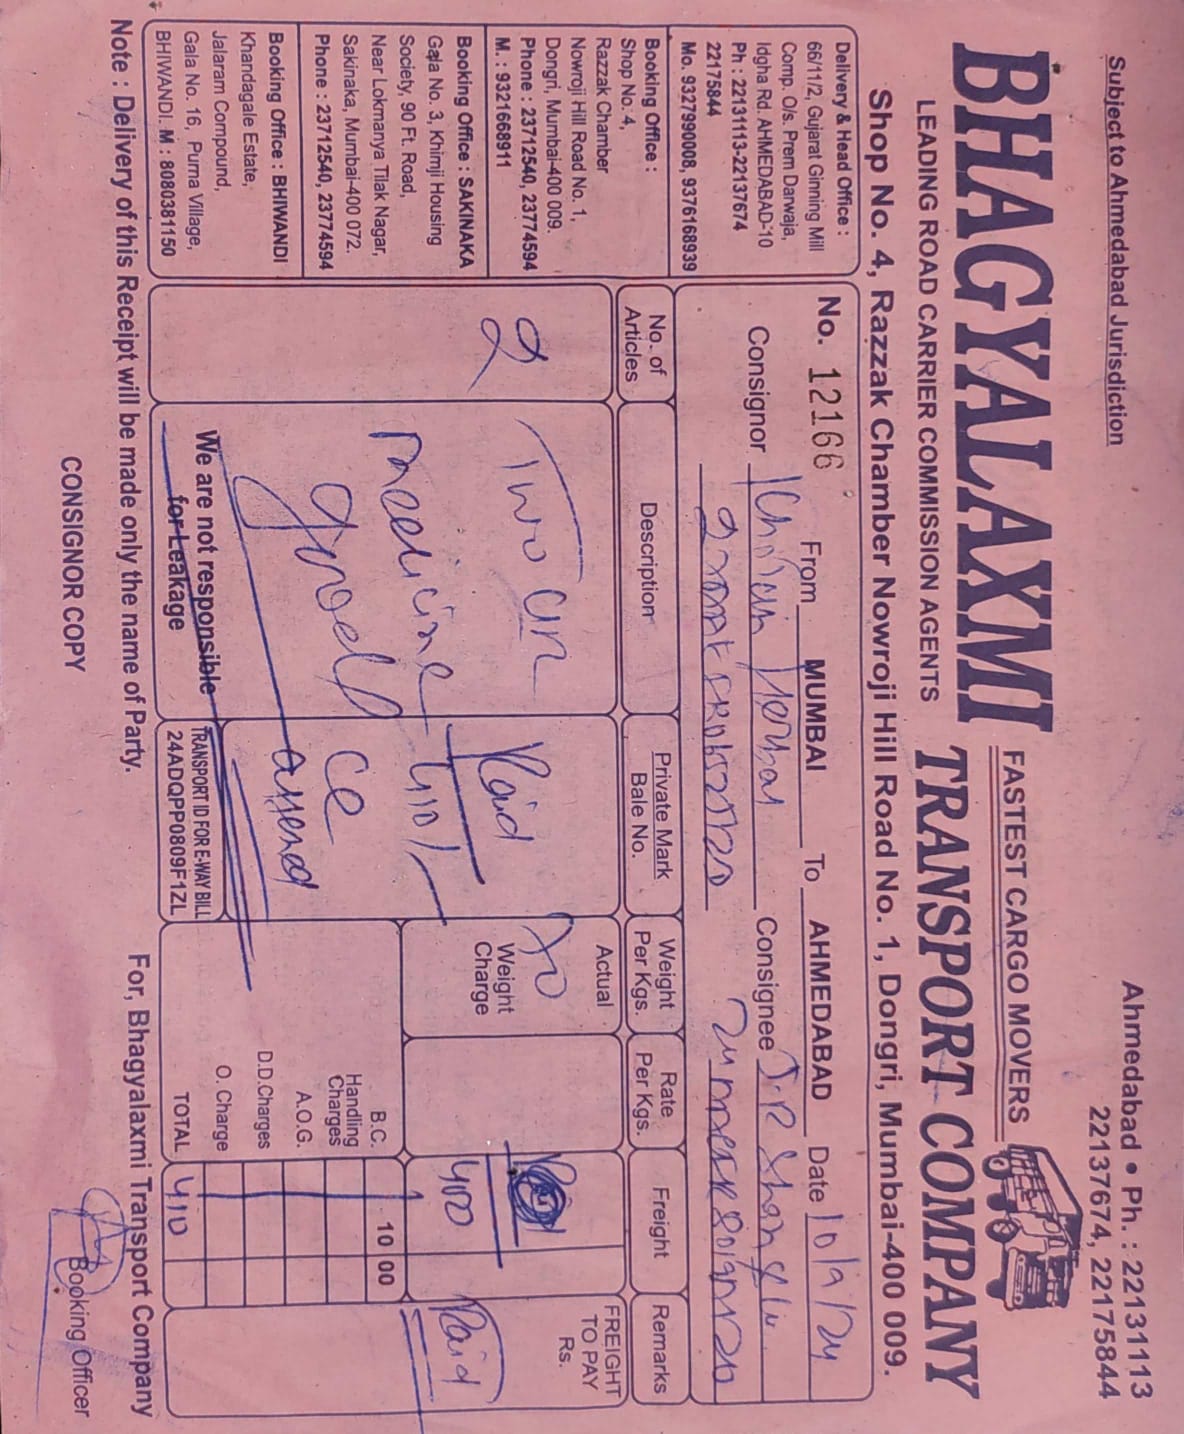 Subject to Ahmedabad Jurisdiction
Ahmedabad • Ph. : 22131113
22137674, 22175844
BHAGYALAXMI
FASTEST CARGO MOVERS
TRANSPORT COMPANY
LEADING ROAD CARRIER COMMISSION AGENTS
Shop No. 4, Razzak Chamber Nowroji Hill Road No. 1, Dongri, Mumbai-400 009.
Delivery & Head Office :
66/11/2, Gujarat Ginning Mill
Comp. O/s. Prem Darwaja,
Idgha Rd. AHMEDABAD-10
Ph : 22131113-22137674
22175844
Mo. 9327990008, 9376168939
Booking Office :
Shop No. 4,
Razzak Chamber
Nowroji Hill Road No. 1,
Dongri, Mumbai-400 009.
Phone : 23712540, 23774594
M. : 9321668911
Booking Office : SAKINAKA
Gala No. 3, Khimji Housing
Society, 90 Ft. Road,
Near Lokmanya Tilak Nagar,
Sakinaka, Mumbai-400 072.
Phone : 23712540, 23774594
Booking Office : BHIWANDI
Khandagale Estate,
Jalaram Compound,
Gala No. 16, Purna Village,
BHIWANDI. M : 8080381150
No. 12166 From MUMBAI To AHMEDABAD Date 10/9/24
Consignor Consignee
No. of Articles
Description
Private Mark
Bale No.
Weight Per Kgs.
Rate Per Kgs.
Freight
Remarks
2
Two
medicine
good
We are not responsible
for Leakage
Paid
410/-
TRANSPORT ID FOR E-WAY BILL
24ADQPP0809F1ZL
Actual
70
Weight Charge
400
FREIGHT TO PAY Rs.
Paid
B.C. 10 00
Handling Charges
A.O.G.
D.D.Charges
O. Charge
TOTAL 410
Note : Delivery of this Receipt will be made only the name of Party.
For, Bhagyalaxmi Transport Company
CONSIGNOR COPY
Booking Officer